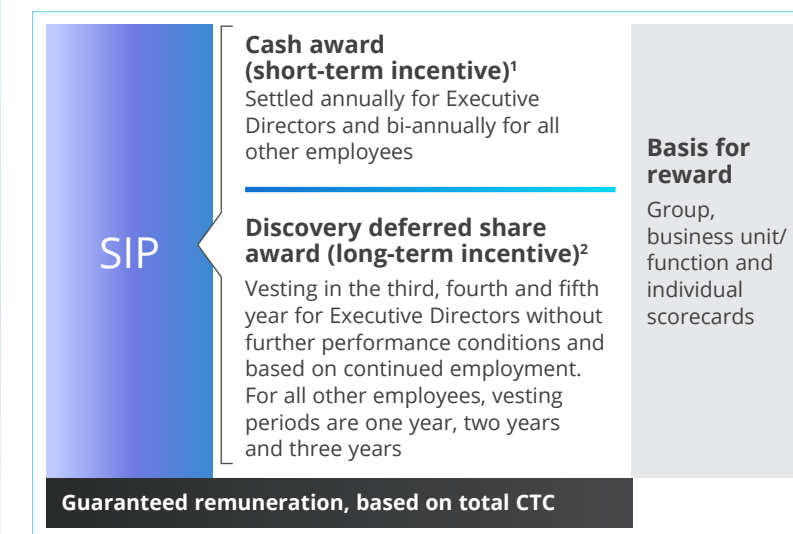 SIP
Cash award
(short-term incentive)¹
Settled annually for Executive
Directors and bi-annually for all
other employees
Discovery deferred share
award (long-term incentive)²
Vesting in the third, fourth and fifth
year for Executive Directors without
further performance conditions and
based on continued employment.
For all other employees, vesting
periods are one year, two years
and three years
Basis for
reward
Group,
business unit/
function and
individual
scorecards
Guaranteed remuneration, based on total CTC